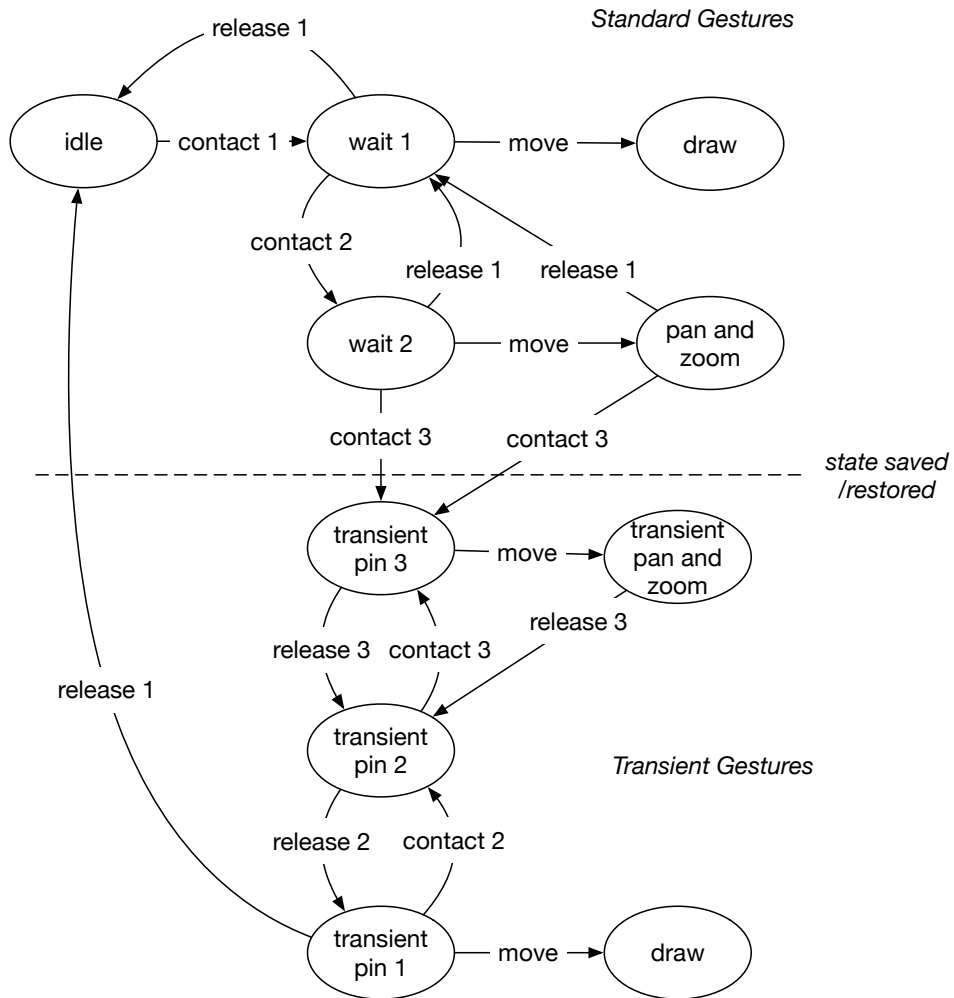 Standard Gestures
release 1
idle
contact 1
wait 1
move
draw
contact 2
release 1
release 1
wait 2
move
pan and
zoom
contact 3
contact 3
state saved
/restored
transient
pin 3
move
transient
pan and
zoom
release 3
release 3
contact 3
release 1
transient
pin 2
Transient Gestures
release 2
contact 2
transient
pin 1
move
draw